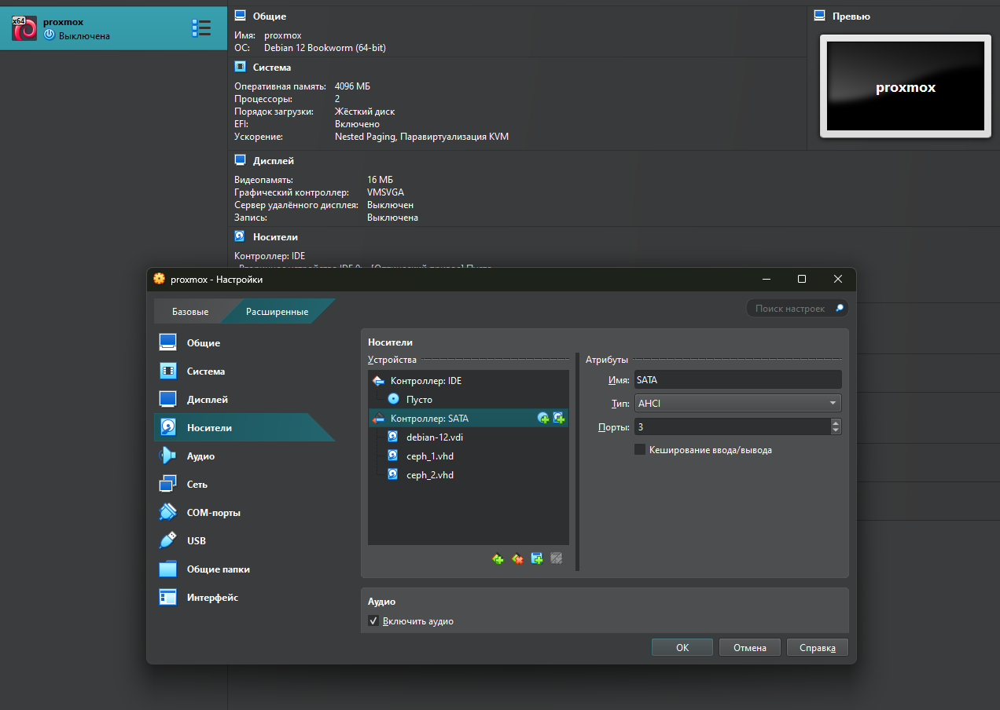 x64
proxmox
Выключена
Общие
Имя: proxmox
ОС: Debian 12 Bookworm (64-bit)
Система
Оперативная память: 4096 МБ
Процессоры: 2
Порядок загрузки: Жёсткий диск
EFI: Включено
Ускорение: Nested Paging, Паравиртуализация KVM
Дисплей
Видеопамять: 16 МБ
Графический контроллер: VMSVGA
Сервер удалённого дисплея: Выключен
Запись: Выключена
Носители
Контроллер: IDE
Превью
proxmox
proxmox - Настройки
Базовые
Расширенные
Поиск настроек
Общие
Система
Дисплей
Носители
Аудио
Сеть
COM-порты
USB
Общие папки
Интерфейс
Носители
Устройства
Контроллер: IDE
Пусто
Контроллер: SATA
debian-12.vdi
ceph_1.vhd
ceph_2.vhd
Атрибуты
Имя: SATA
Тип: AHCI
Порты: 3
Кеширование ввода/вывода
Аудио
Включить аудио
OK
Отмена
Справка